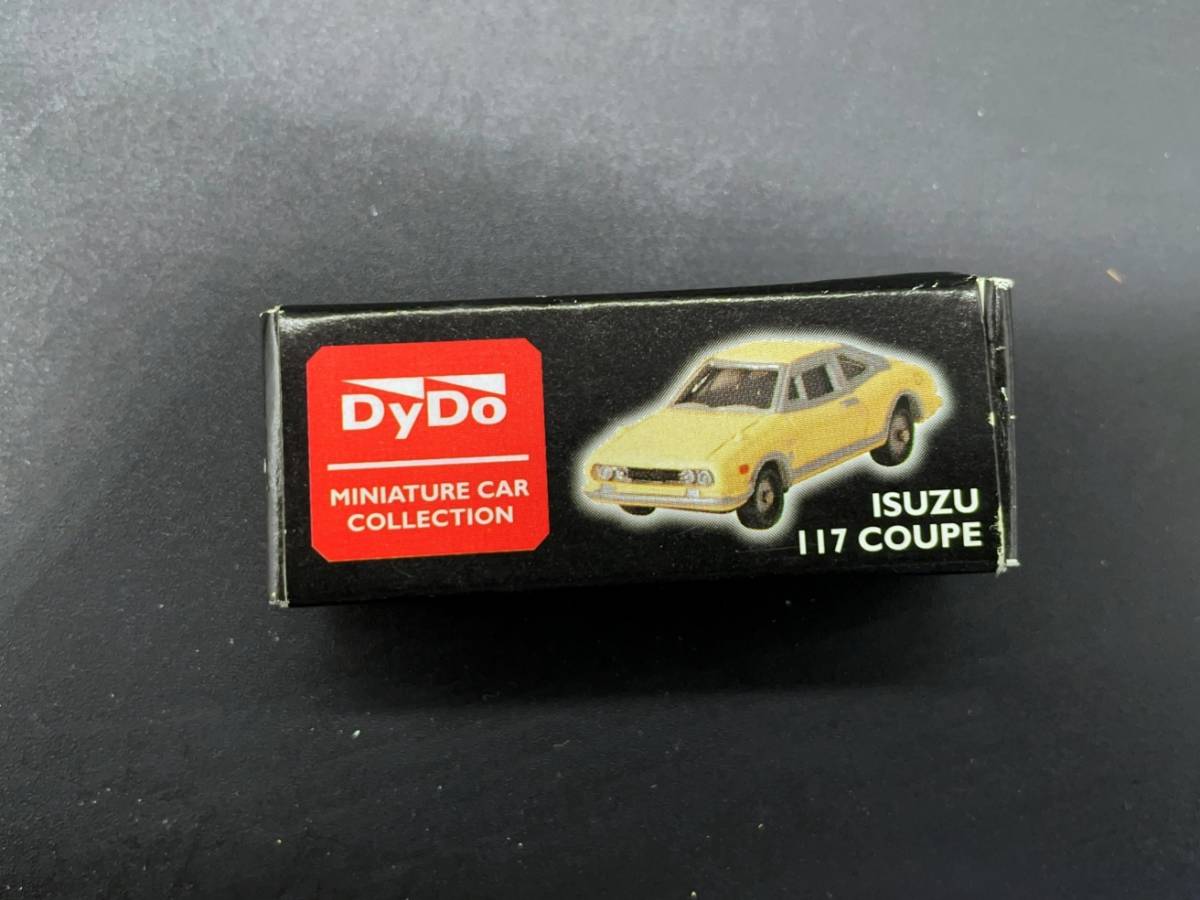 DyDo
MINIATURE CAR
COLLECTION
ISUZU
117 COUPE